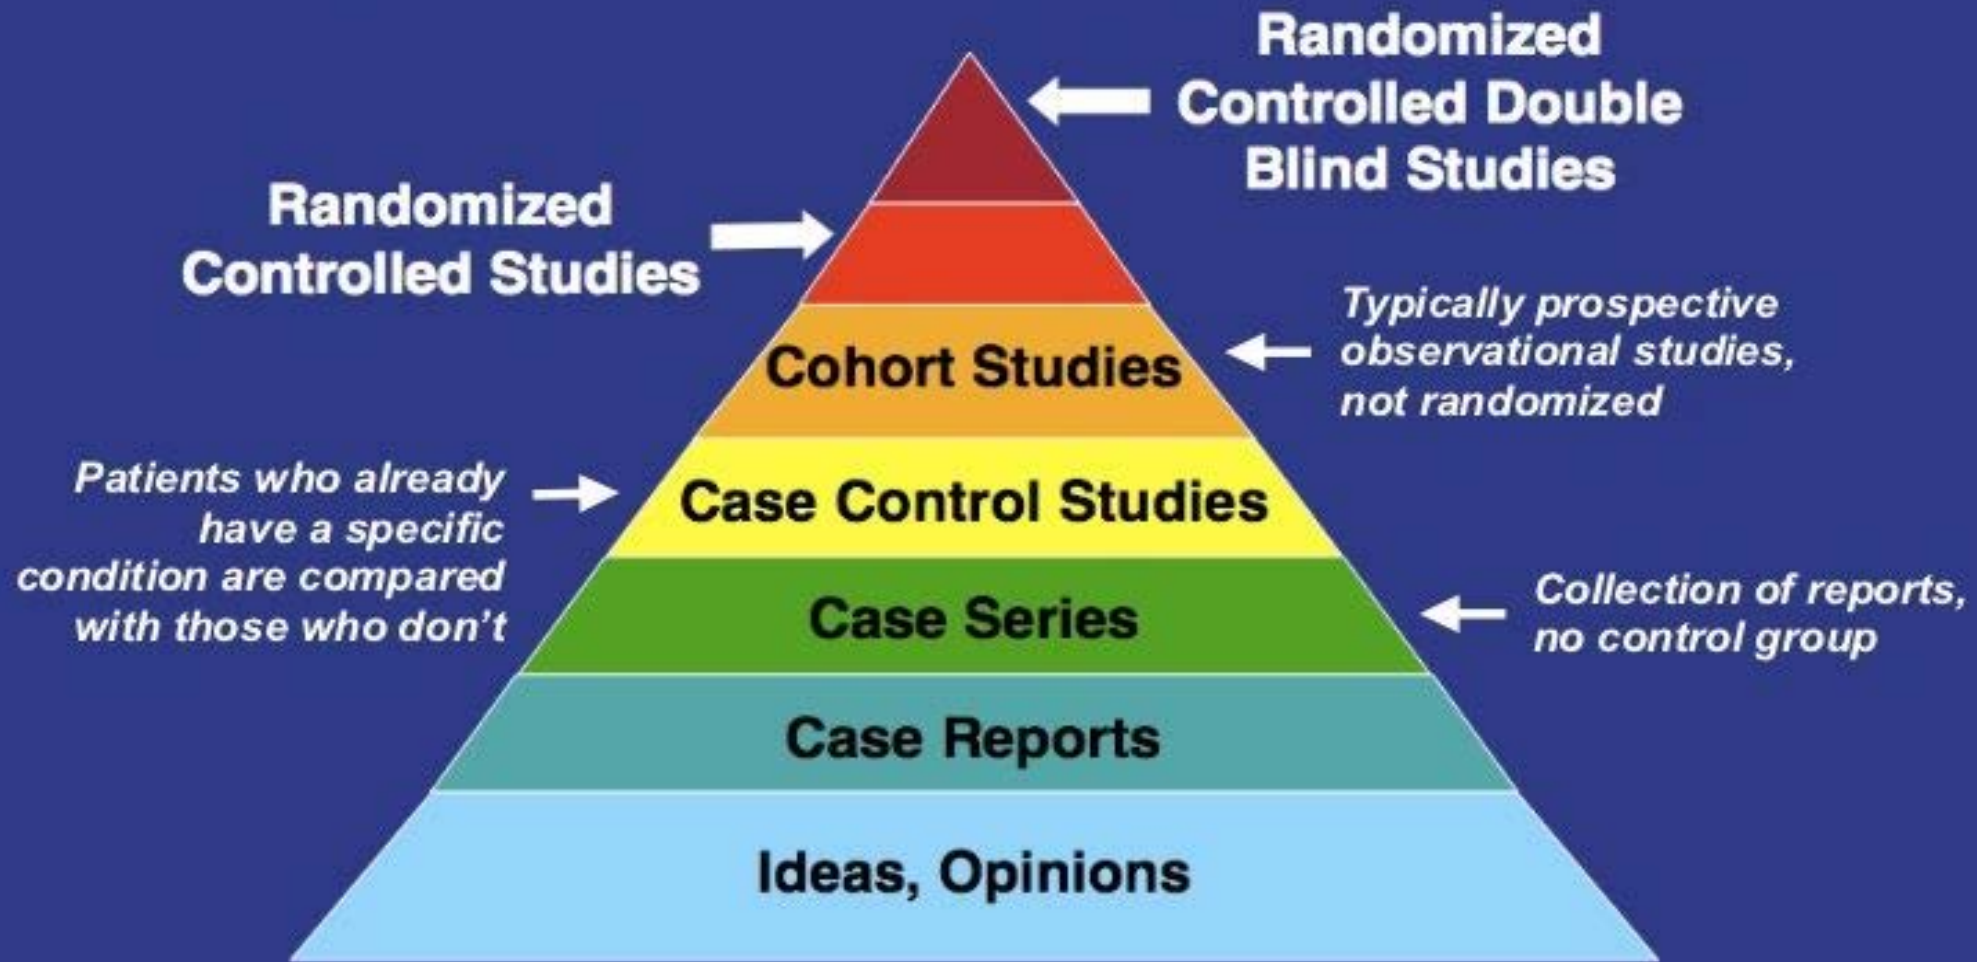 Randomized
Controlled Double
Blind Studies
Randomized
Controlled Studies
Typically prospective
observational studies,
not randomized
Cohort Studies
Patients who already
have a specific
condition are compared
with those who don't
Case Control Studies
Case Series
Collection of reports,
no control group
Case Reports
Ideas, Opinions